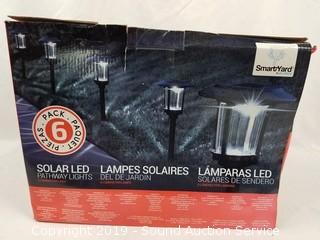 SmartYard
PACK • PAQUET • PIEZAS
6
SOLAR LED
PATHWAY LIGHTS
LAMPES SOLAIRES
DEL DE JARDIN
LÁMPARAS LED
SOLARES DE SENDERO
Copyright 2019 - Sound Auction Service